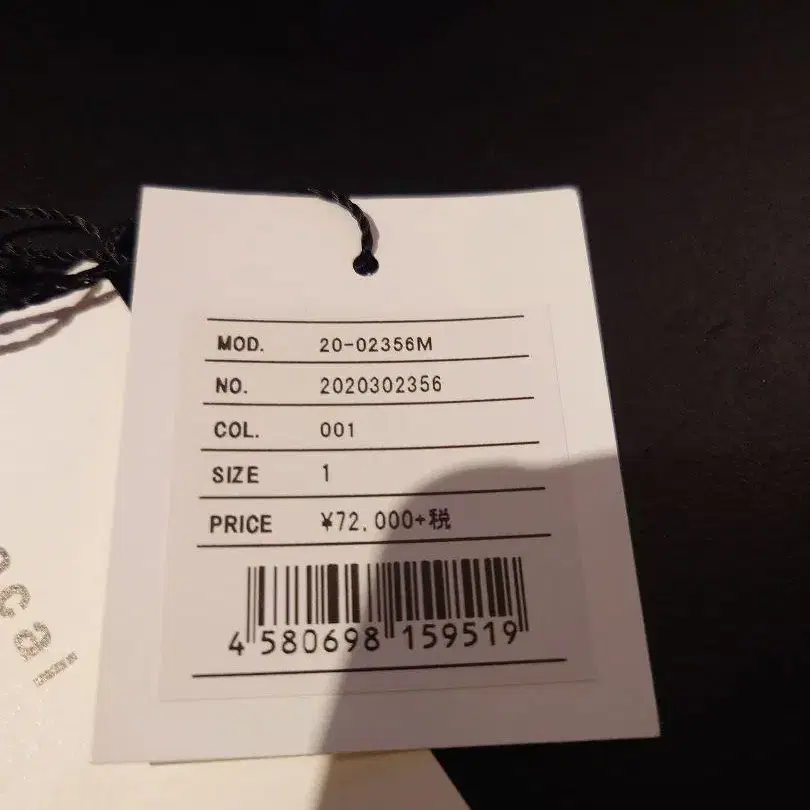 MOD. 20-02356M
NO. 2020302356
COL. 001
SIZE 1
PRICE ¥72,000+税
4 580698 159519